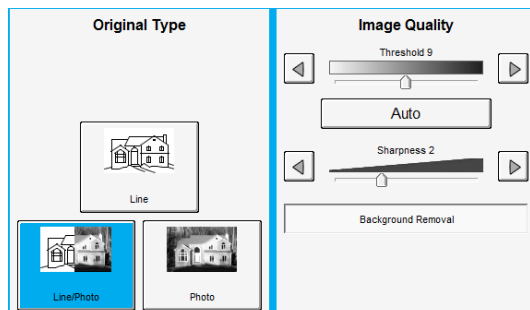 Original Type
Line
Line/Photo
Photo
Image Quality
Threshold 9
Auto
Sharpness 2
Background Removal